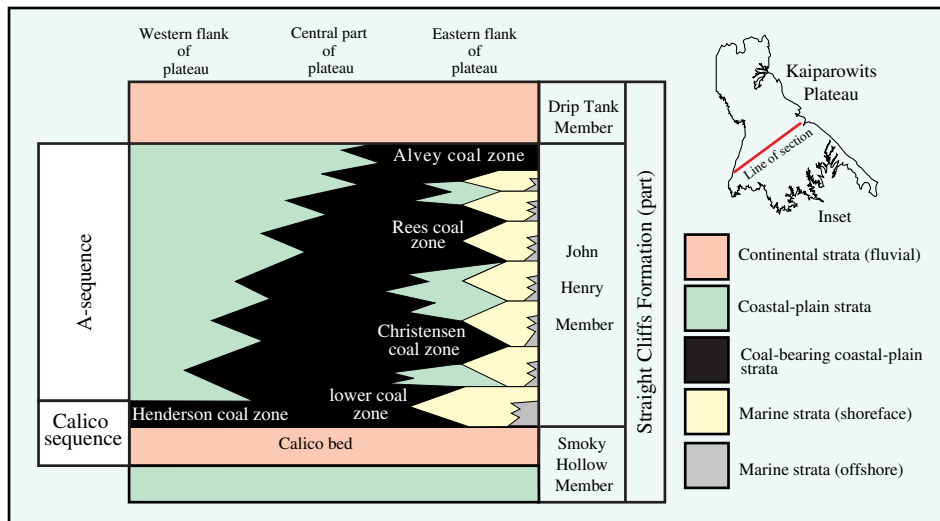 Western flank
of
plateau
Central part
of
plateau
Eastern flank
of
plateau
Drip Tank
Member
Alvey coal zone
Rees coal
zone
John
Henry
Member
Christensen
coal zone
lower coal
zone
Henderson coal zone
Calico bed
Smoky
Hollow
Member
A-sequence
Calico
sequence
Straight Cliffs Formation (part)
Kaiparowits
Plateau
Line of section
Inset
Continental strata (fluvial)
Coastal-plain strata
Coal-bearing coastal-plain
strata
Marine strata (shoreface)
Marine strata (offshore)